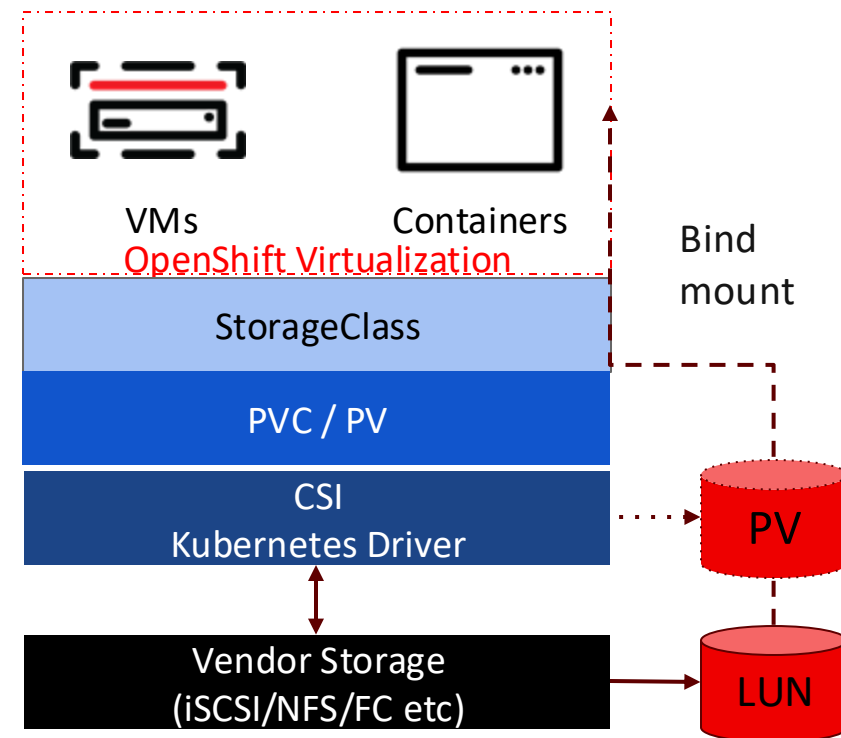 VMs
Containers
OpenShift Virtualization
Bind
mount
StorageClass
PVC / PV
CSI
Kubernetes Driver
PV
Vendor Storage
(iSCSI/NFS/FC etc)
LUN